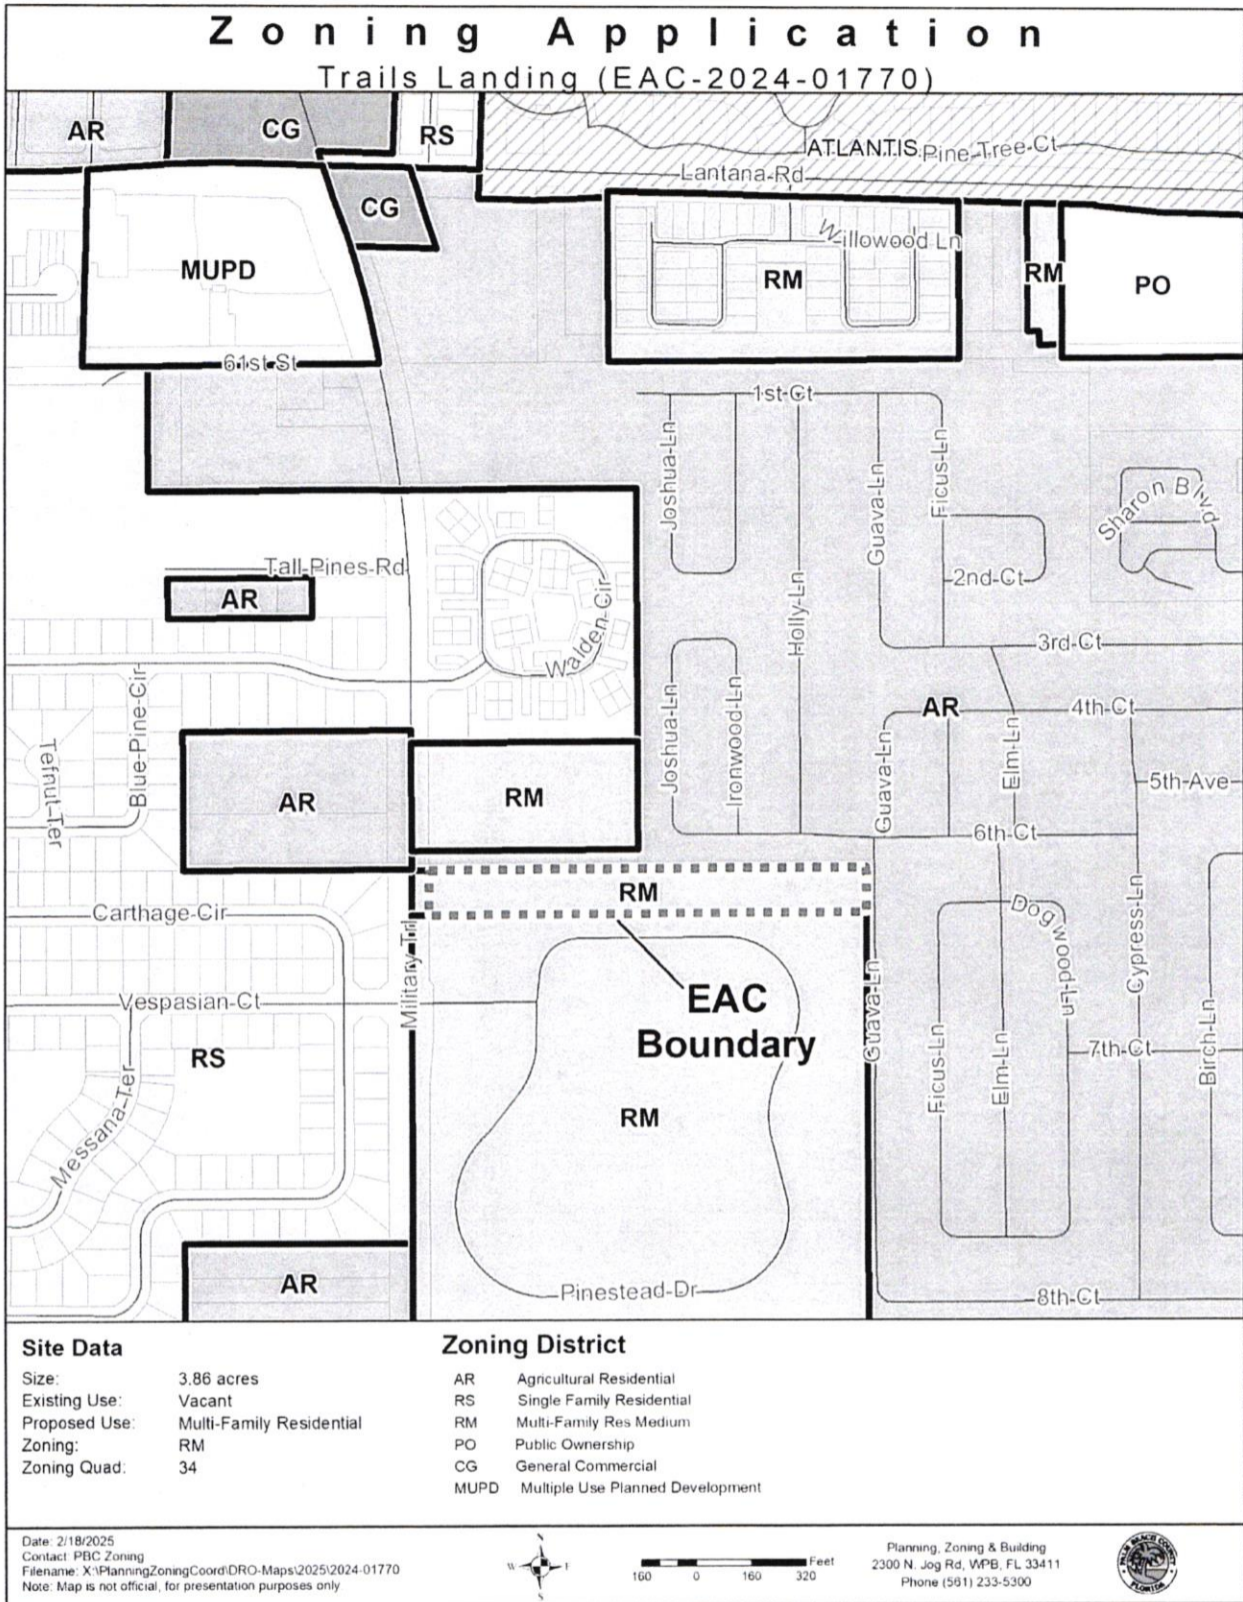 Zoning Application
Trails Landing (EAC-2024-01770)
AR
CG
RS
ATLANTIS
Pine Tree Ct
Lantana Rd
CG
MUPD
Willowood Ln
RM
RM
PO
61st St
1st Ct
Joshua Ln
Guava Ln
Ficus Ln
Sharon Blvd
Tall Pines Rd
2nd Ct
AR
Holly Ln
Walden Cir
3rd Ct
Blue Pine Cir
Joshua Ln
Ironwood Ln
AR
4th Ct
Tefnut Ter
Guava Ln
Elm Ln
5th Ave
AR
RM
6th Ct
RM
Carthage Cir
Dogwood Ln
Cypress Ln
Military Trl
Vespasian Ct
EAC
Boundary
Guava Ln
Ficus Ln
Elm Ln
7th Ct
Birch Ln
RS
Messana Ter
RM
AR
Pinestead Dr
8th Ct
Site Data
Size: 3.86 acres
Existing Use: Vacant
Proposed Use: Multi-Family Residential
Zoning: RM
Zoning Quad: 34
Zoning District
AR Agricultural Residential
RS Single Family Residential
RM Multi-Family Res Medium
PO Public Ownership
CG General Commercial
MUPD Multiple Use Planned Development
Date: 2/18/2025
Contact: PBC Zoning
Filename: X:\PlanningZoningCoord\DRO-Maps\2025\2024-01770
Note: Map is not official, for presentation purposes only
N
W E
S
160 0 160 320 Feet
Planning, Zoning & Building
2300 N. Jog Rd, WPB, FL 33411
Phone (561) 233-5300
PALM BEACH COUNTY
FLORIDA